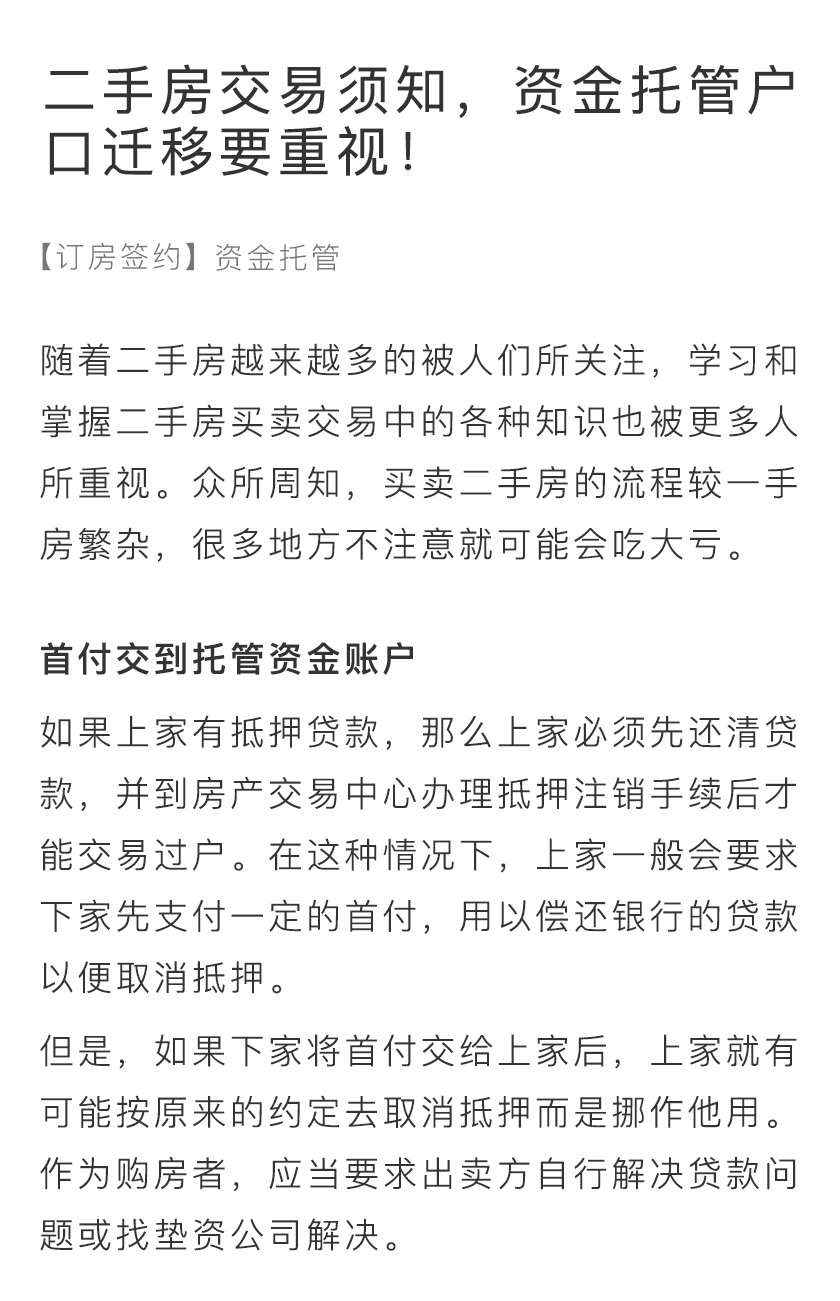 二手房交易须知，资金托管户
口迁移要重视！
【订房签约】资金托管
随着二手房越来越多的被人们所关注，学习和
掌握二手房买卖交易中的各种知识也被更多人
所重视。众所周知，买卖二手房的流程较一手
房繁杂，很多地方不注意就可能会吃大亏。
首付交到托管资金账户
如果上家有抵押贷款，那么上家必须先还清贷
款，并到房产交易中心办理抵押注销手续后才
能交易过户。在这种情况下，上家一般会要求
下家先支付一定的首付，用以偿还银行的贷款
以便取消抵押。
但是，如果下家将首付交给上家后，上家就有
可能按原来的约定去取消抵押而是挪作他用。
作为购房者，应当要求出卖方自行解决贷款问
题或找垫资公司解决。